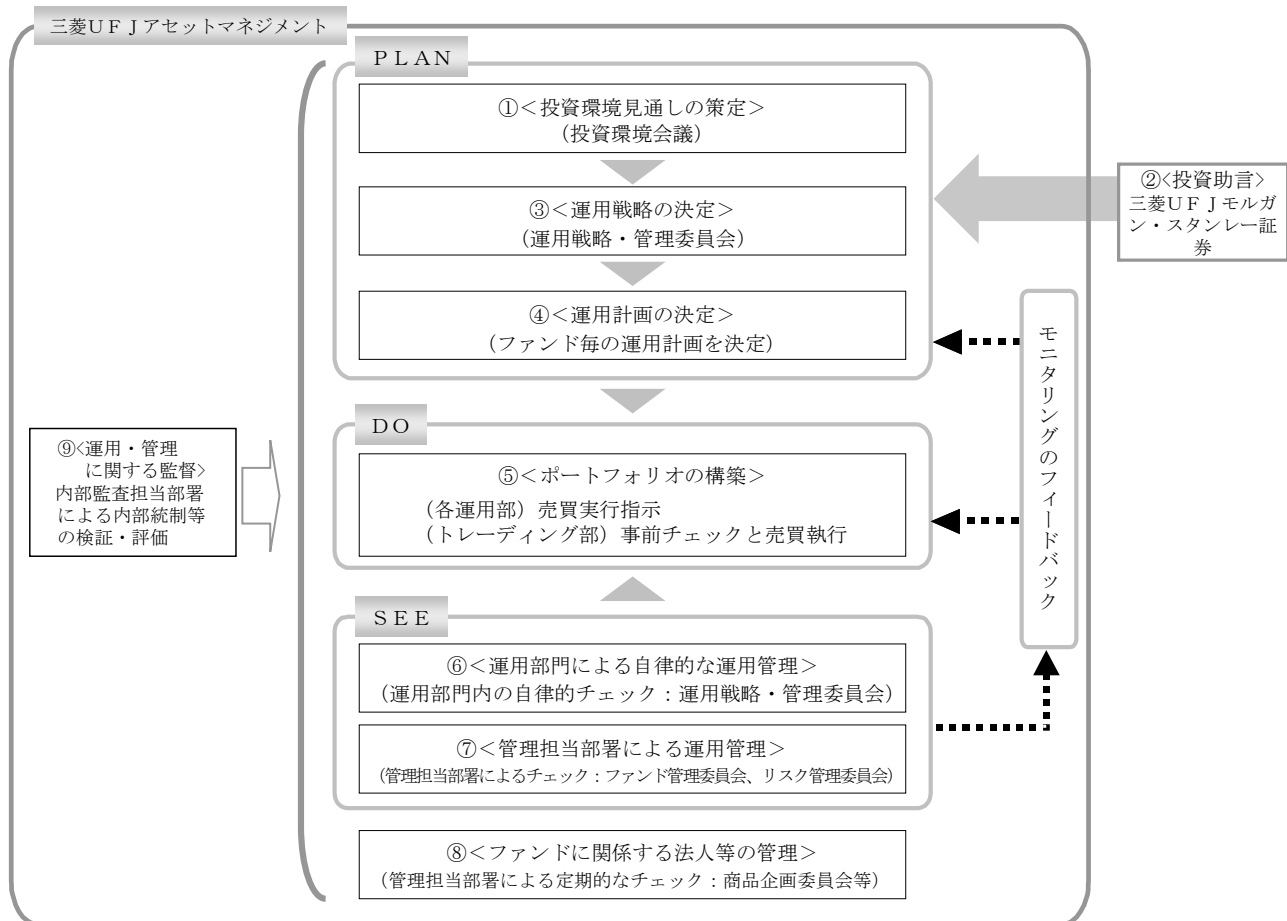 三菱ＵＦＪアセットマネジメント
ＰＬＡＮ
①＜投資環境見通しの策定＞
（投資環境会議）
②<投資助言>
三菱ＵＦＪモルガ
ン・スタンレー証
券
③＜運用戦略の決定＞
（運用戦略・管理委員会）
④＜運用計画の決定＞
（ファンド毎の運用計画を決定）
モニタリングのフィードバック
ＤＯ
⑤＜ポートフォリオの構築＞
（各運用部）売買実行指示
（トレーディング部）事前チェックと売買執行
⑨<運用・管理
に関する監督>
内部監査担当部署
による内部統制等
の検証・評価
ＳＥＥ
⑥＜運用部門による自律的な運用管理＞
（運用部門内の自律的チェック：運用戦略・管理委員会）
⑦＜管理担当部署による運用管理＞
（管理担当部署によるチェック：ファンド管理委員会、リスク管理委員会）
⑧＜ファンドに関係する法人等の管理＞
（管理担当部署による定期的なチェック：商品企画委員会等）